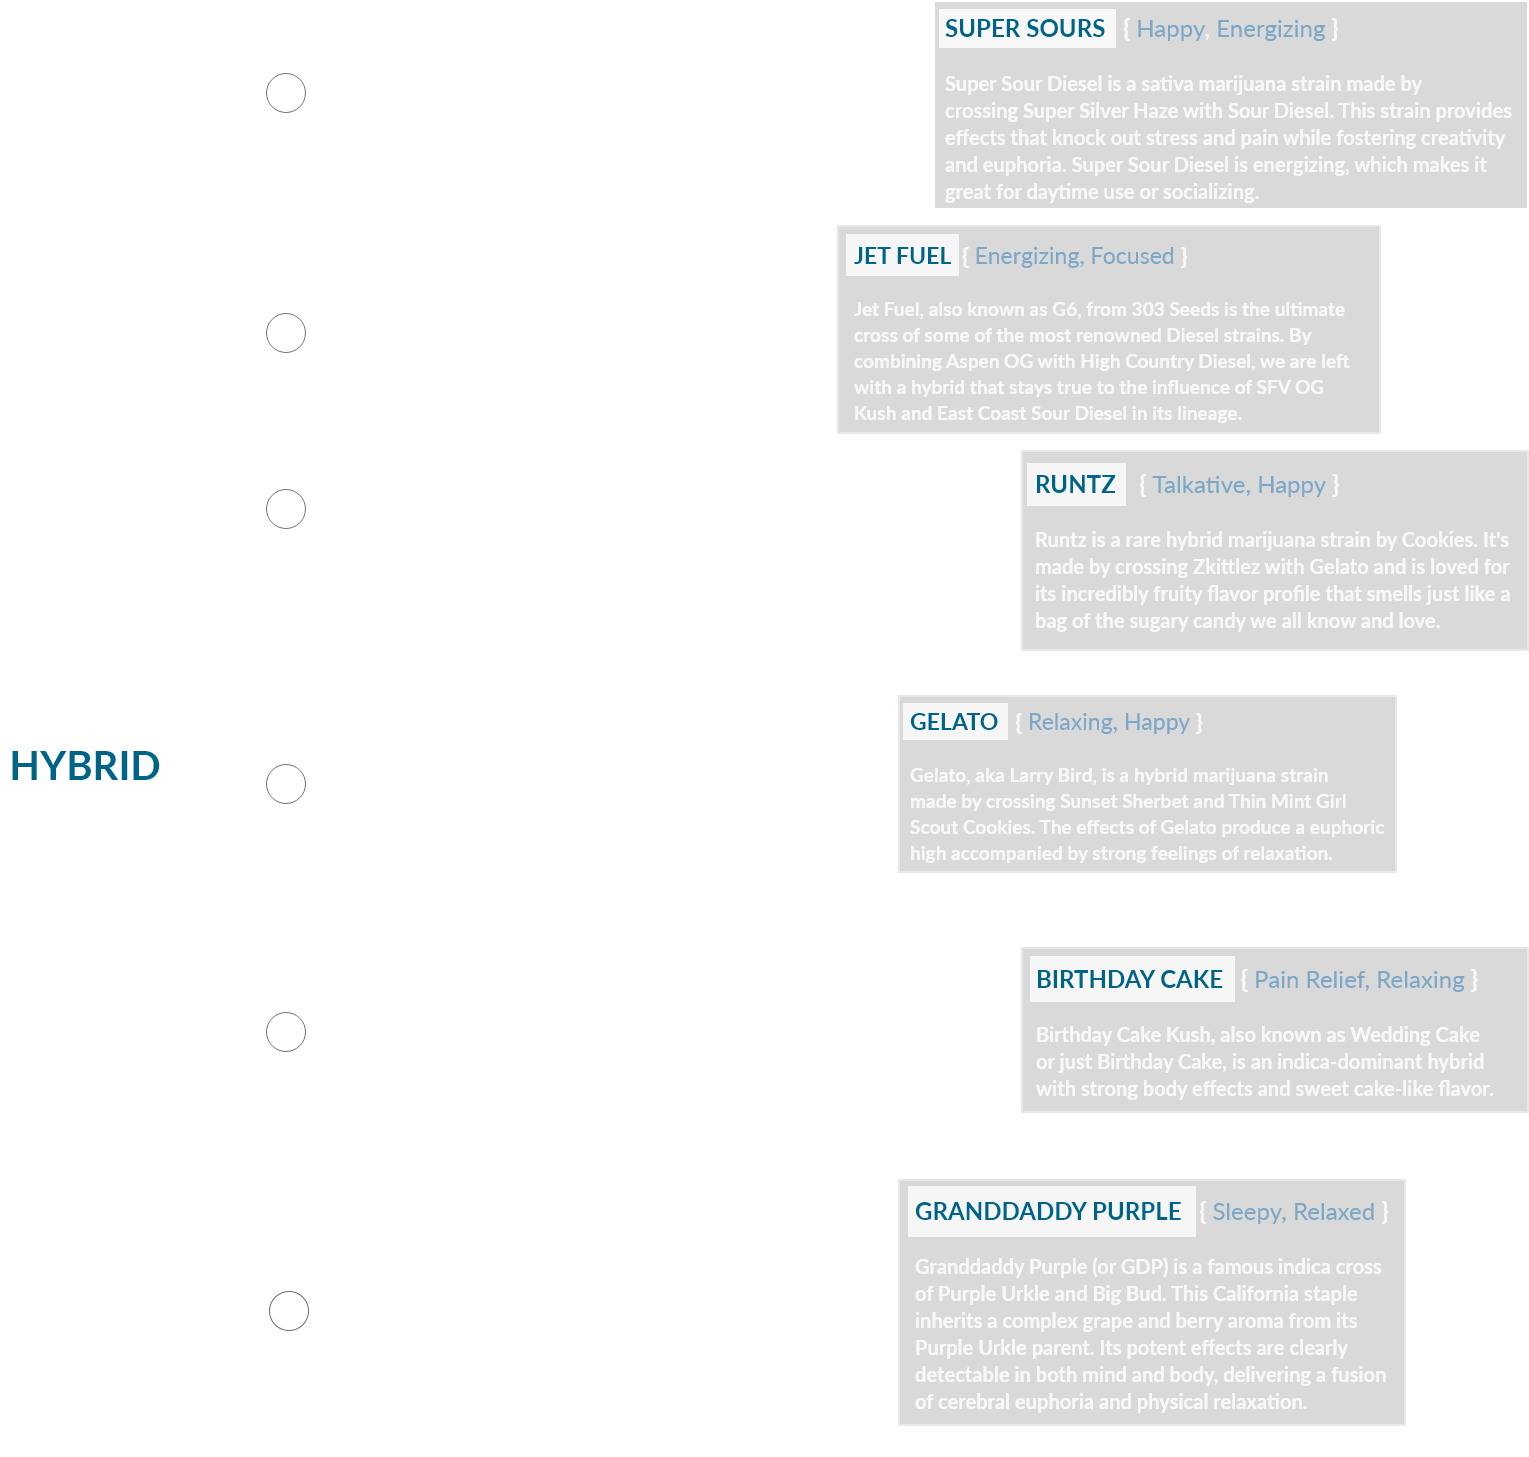 SUPER SOURS { Happy, Energizing }
Super Sour Diesel is a sativa marijuana strain made by
crossing Super Silver Haze with Sour Diesel. This strain provides
effects that knock out stress and pain while fostering creativity
and euphoria. Super Sour Diesel is energizing, which makes it
great for daytime use or socializing.
JET FUEL { Energizing, Focused }
Jet Fuel, also known as G6, from 303 Seeds is the ultimate
cross of some of the most renowned Diesel strains. By
combining Aspen OG with High Country Diesel, we are left
with a hybrid that stays true to the influence of SFV OG
Kush and East Coast Sour Diesel in its lineage.
RUNTZ { Talkative, Happy }
Runtz is a rare hybrid marijuana strain by Cookies. It's
made by crossing Zkittlez with Gelato and is loved for
its incredibly fruity flavor profile that smells just like a
bag of the sugary candy we all know and love.
HYBRID
GELATO { Relaxing, Happy }
Gelato, aka Larry Bird, is a hybrid marijuana strain
made by crossing Sunset Sherbet and Thin Mint Girl
Scout Cookies. The effects of Gelato produce a euphoric
high accompanied by strong feelings of relaxation.
BIRTHDAY CAKE { Pain Relief, Relaxing }
Birthday Cake Kush, also known as Wedding Cake
or just Birthday Cake, is an indica-dominant hybrid
with strong body effects and sweet cake-like flavor.
GRANDDADDY PURPLE { Sleepy, Relaxed }
Granddaddy Purple (or GDP) is a famous indica cross
of Purple Urkle and Big Bud. This California staple
inherits a complex grape and berry aroma from its
Purple Urkle parent. Its potent effects are clearly
detectable in both mind and body, delivering a fusion
of cerebral euphoria and physical relaxation.